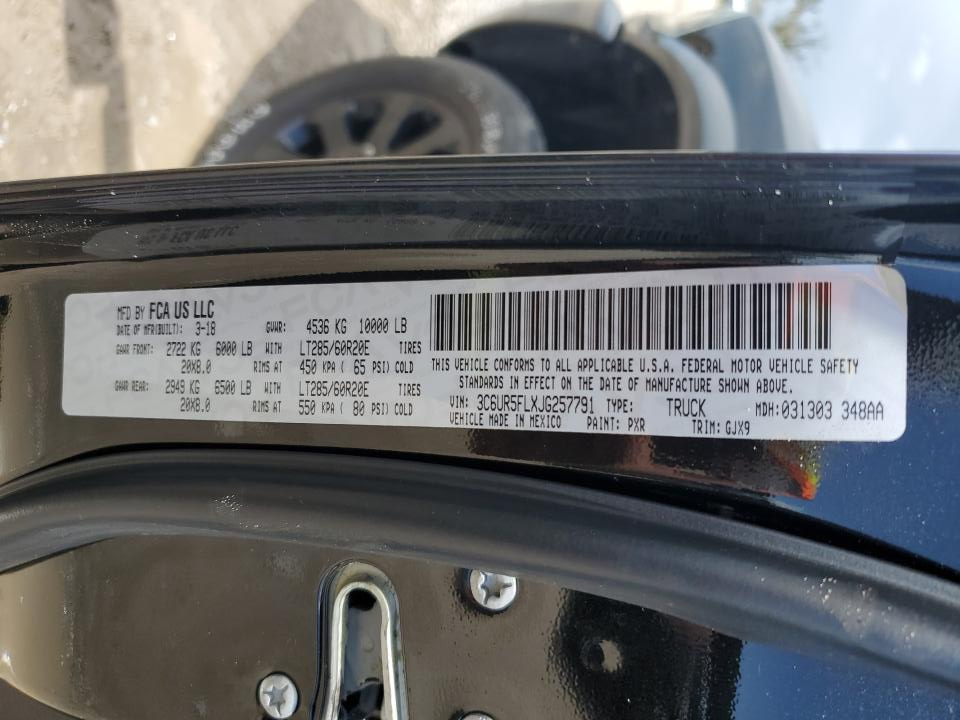 MFD BY FCA US LLC
DATE OF MFR(BUILT): 3-18 GVWR: 4536 KG 10000 LB
GAWR FRONT: 2722 KG 6000 LB WITH LT285/60R20E TIRES
20X8.0 RIMS AT 450 KPA ( 65 PSI) COLD
GAWR REAR: 2949 KG 6500 LB WITH LT285/60R20E TIRES
20X8.0 RIMS AT 550 KPA ( 80 PSI) COLD
THIS VEHICLE CONFORMS TO ALL APPLICABLE U.S.A. FEDERAL MOTOR VEHICLE SAFETY
STANDARDS IN EFFECT ON THE DATE OF MANUFACTURE SHOWN ABOVE.
VIN: 3C6UR5FLXJG257791 TYPE: TRUCK MDH: 031303 348AA
VEHICLE MADE IN MEXICO PAINT: PXR TRIM: GJX9